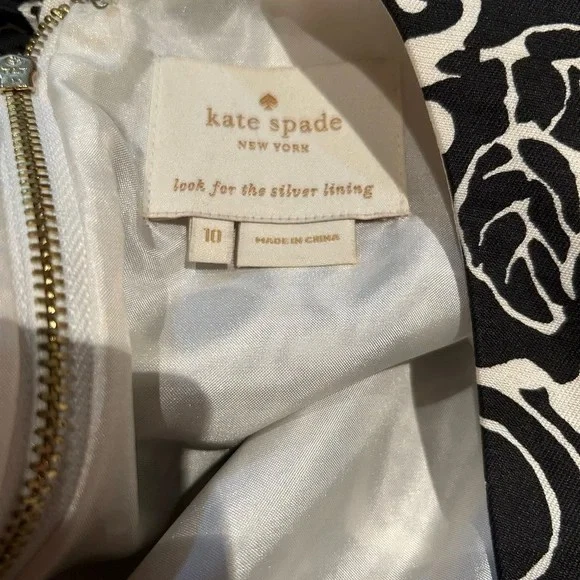 kate spade
NEW YORK
look for the silver lining
10
MADE IN CHINA